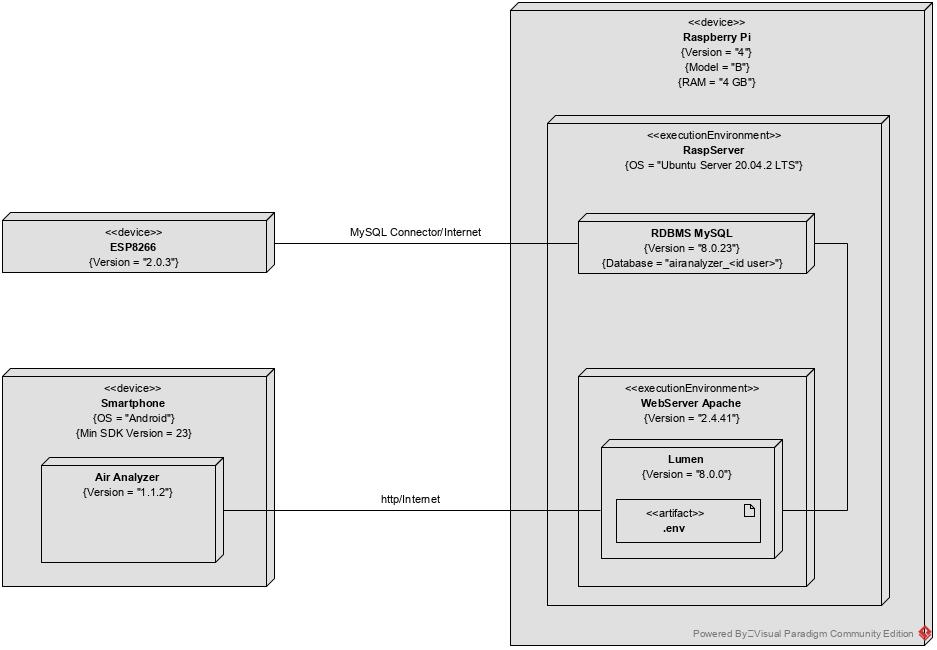 <<device>>
Raspberry Pi
{Version = "4"}
{Model = "B"}
{RAM = "4 GB"}
<<executionEnvironment>>
RaspServer
{OS = "Ubuntu Server 20.04.2 LTS"}
<<device>>
ESP8266
{Version = "2.0.3"}
MySQL Connector/Internet
RDBMS MySQL
{Version = "8.0.23"}
{Database = "airanalyzer_<id user>"}
<<device>>
Smartphone
{OS = "Android"}
{Min SDK Version = 23}
Air Analyzer
{Version = "1.1.2"}
http/Internet
<<executionEnvironment>>
WebServer Apache
{Version = "2.4.41"}
Lumen
{Version = "8.0.0"}
<<artifact>>
.env
Powered By Visual Paradigm Community Edition